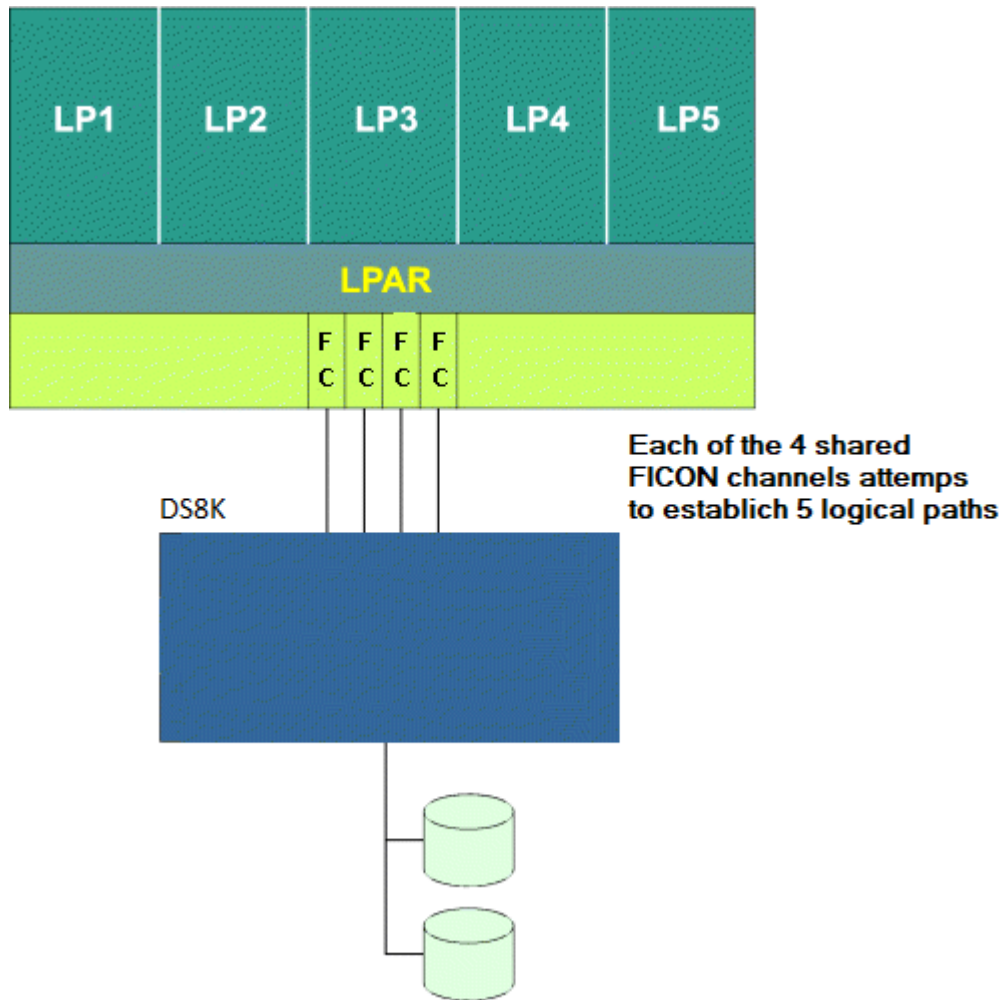 LP1 LP2 LP3 LP4 LP5
LPAR
F F F F
C C C C
Each of the 4 shared
FICON channels attemps
to establich 5 logical paths
DS8K